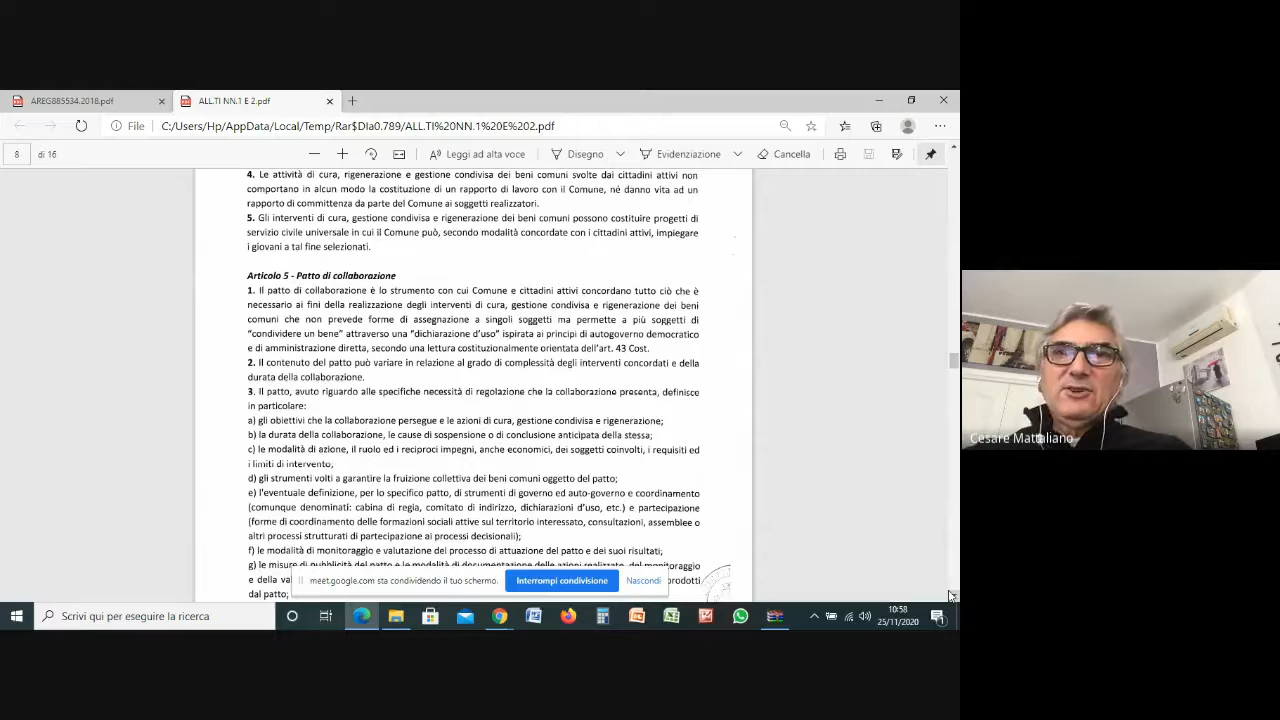 AREG885534.2018.pdf
ALL.TI NN.1 E 2.pdf
File
C:/Users/Hp/AppData/Local/Temp/Rar$DIa0.789/ALL.TI%20NN.1%20E%202.pdf
8 di 16
Leggi ad alta voce
Disegno
Evidenziazione
Cancella
4. Le attività di cura, rigenerazione e gestione condivisa dei beni comuni svolte dai cittadini attivi non
comportano in alcun modo la costituzione di un rapporto di lavoro con il Comune, né danno vita ad un
rapporto di committenza da parte del Comune ai soggetti realizzatori.
5. Gli interventi di cura, gestione condivisa e rigenerazione dei beni comuni possono costituire progetti di
servizio civile universale in cui il Comune può, secondo modalità concordate con i cittadini attivi, impiegare
i giovani a tal fine selezionati.
Articolo 5 - Patto di collaborazione
1. Il patto di collaborazione è lo strumento con cui Comune e cittadini attivi concordano tutto ciò che è
necessario ai fini della realizzazione degli interventi di cura, gestione condivisa e rigenerazione dei beni
comuni che non prevede forme di assegnazione a singoli soggetti ma permette a più soggetti di
“condividere un bene” attraverso una “dichiarazione d’uso” ispirata ai principi di autogoverno democratico
e di amministrazione diretta, secondo una lettura costituzionalmente orientata dell’art. 43 Cost.
2. Il contenuto del patto può variare in relazione al grado di complessità degli interventi concordati e della
durata della collaborazione.
3. Il patto, avuto riguardo alle specifiche necessità di regolazione che la collaborazione presenta, definisce
in particolare:
a) gli obiettivi che la collaborazione persegue e le azioni di cura, gestione condivisa e rigenerazione;
b) la durata della collaborazione, le cause di sospensione o di conclusione anticipata della stessa;
c) le modalità di azione, il ruolo ed i reciproci impegni, anche economici, dei soggetti coinvolti, i requisiti ed
i limiti di intervento;
d) gli strumenti volti a garantire la fruizione collettiva dei beni comuni oggetto del patto;
e) l’eventuale definizione, per lo specifico patto, di strumenti di governo ed auto-governo e coordinamento
(comunque denominati: cabina di regia, comitato di indirizzo, dichiarazioni d’uso, etc.) e partecipazione
(forme di coordinamento delle formazioni sociali attive sul territorio interessato, consultazioni, assemblee o
altri processi strutturati di partecipazione ai processi decisionali);
f) le modalità di monitoraggio e valutazione del processo di attuazione del patto e dei suoi risultati;
g) le misure di pubblicità del patto e le modalità di documentazione delle azioni realizzate, del monitoraggio
e della prodotti
dal patto;
meet.google.com sta condividendo il tuo schermo.
Interrompi condivisione
Nascondi
Scrivi qui per eseguire la ricerca
10:58
25/11/2020
Cesare Mattaliano